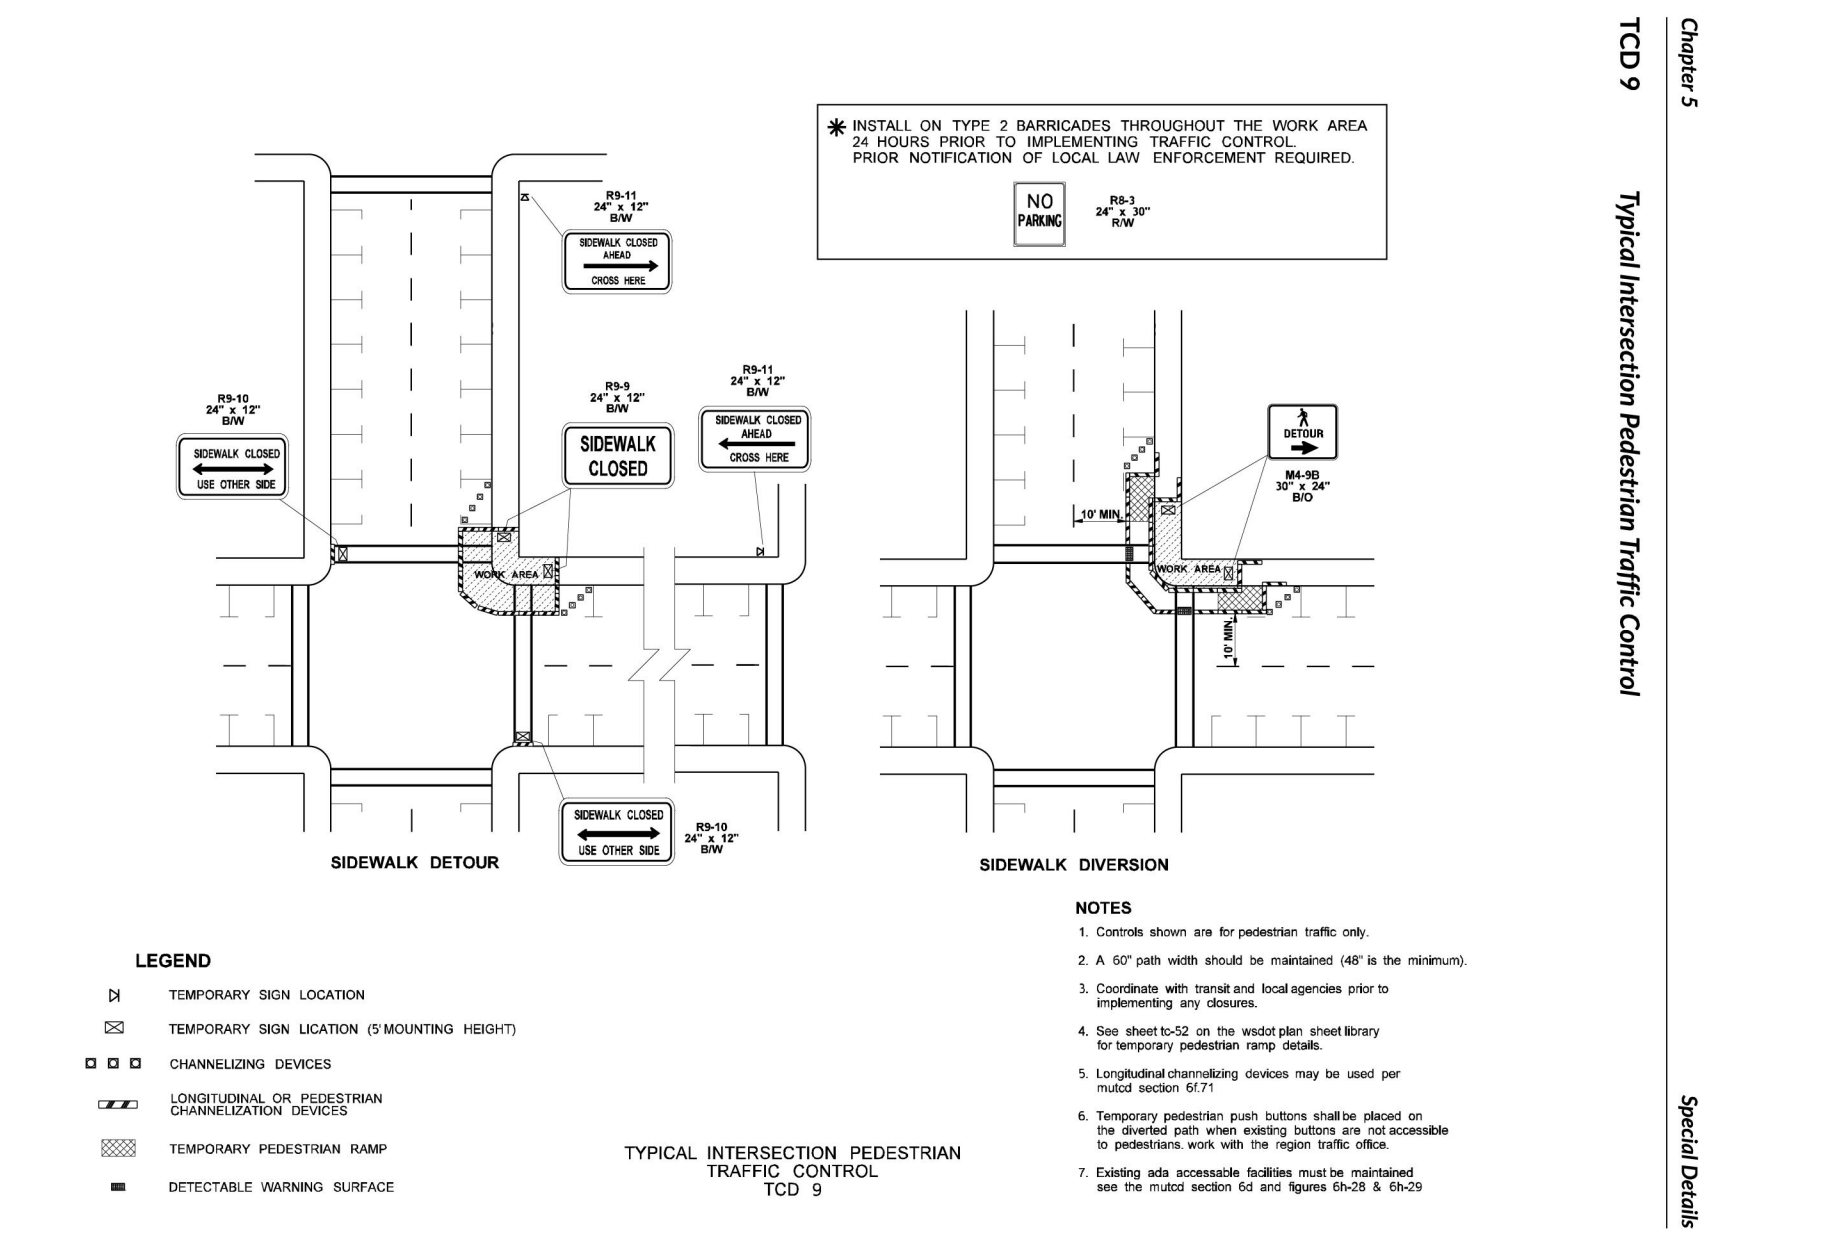 Chapter 5
TCD 9
Typical Intersection Pedestrian Traffic Control
Special Details
✱ INSTALL ON TYPE 2 BARRICADES THROUGHOUT THE WORK AREA
24 HOURS PRIOR TO IMPLEMENTING TRAFFIC CONTROL.
PRIOR NOTIFICATION OF LOCAL LAW ENFORCEMENT REQUIRED.
NO
PARKING
R8-3
24" x 30"
R/W
R9-11
24" x 12"
B/W
SIDEWALK CLOSED
AHEAD
CROSS HERE
R9-10
24" x 12"
B/W
SIDEWALK CLOSED
USE OTHER SIDE
R9-9
24" x 12"
B/W
SIDEWALK
CLOSED
R9-11
24" x 12"
B/W
SIDEWALK CLOSED
AHEAD
CROSS HERE
WORK AREA
SIDEWALK CLOSED
USE OTHER SIDE
R9-10
24" x 12"
B/W
SIDEWALK DETOUR
DETOUR
M4-9B
30" x 24"
B/O
10' MIN.
WORK AREA
10' MIN.
SIDEWALK DIVERSION
LEGEND
TEMPORARY SIGN LOCATION
TEMPORARY SIGN LICATION (5' MOUNTING HEIGHT)
CHANNELIZING DEVICES
LONGITUDINAL OR PEDESTRIAN
CHANNELIZATION DEVICES
TEMPORARY PEDESTRIAN RAMP
DETECTABLE WARNING SURFACE
TYPICAL INTERSECTION PEDESTRIAN
TRAFFIC CONTROL
TCD 9
NOTES
1. Controls shown are for pedestrian traffic only.
2. A 60" path width should be maintained (48" is the minimum).
3. Coordinate with transit and local agencies prior to
implementing any closures.
4. See sheet tc-52 on the wsdot plan sheet library
for temporary pedestrian ramp details.
5. Longitudinal channelizing devices may be used per
mutcd section 6f.71
6. Temporary pedestrian push buttons shall be placed on
the diverted path when existing buttons are not accessible
to pedestrians. work with the region traffic office.
7. Existing ada accessable facilities must be maintained
see the mutcd section 6d and figures 6h-28 & 6h-29